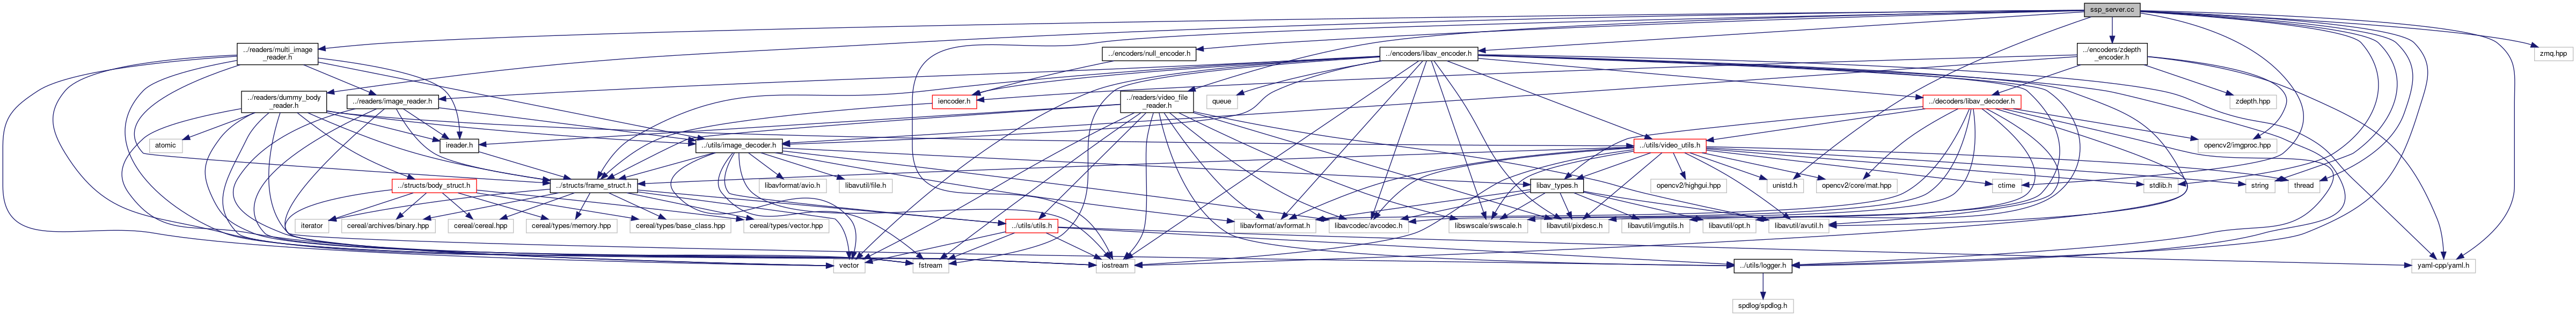 ssp_server.cc
../readers/multi_image
_reader.h
../encoders/null_encoder.h
../encoders/libav_encoder.h
../encoders/zdepth
_encoder.h
zmq.hpp
../readers/dummy_body
_reader.h
../readers/image_reader.h
iencoder.h
../readers/video_file
_reader.h
queue
../decoders/libav_decoder.h
zdepth.hpp
atomic
ireader.h
../utils/image_decoder.h
../utils/video_utils.h
opencv2/imgproc.hpp
../structs/body_struct.h
../structs/frame_struct.h
libavformat/avio.h
libavutil/file.h
libav_types.h
opencv2/highgui.hpp
unistd.h
opencv2/core/mat.hpp
ctime
stdlib.h
string
thread
iterator
cereal/archives/binary.hpp
cereal/cereal.hpp
cereal/types/memory.hpp
cereal/types/base_class.hpp
cereal/types/vector.hpp
../utils/utils.h
libavformat/avformat.h
libavcodec/avcodec.h
libswscale/swscale.h
libavutil/pixdesc.h
libavutil/imgutils.h
libavutil/opt.h
libavutil/avutil.h
vector
fstream
iostream
../utils/logger.h
yaml-cpp/yaml.h
spdlog/spdlog.h